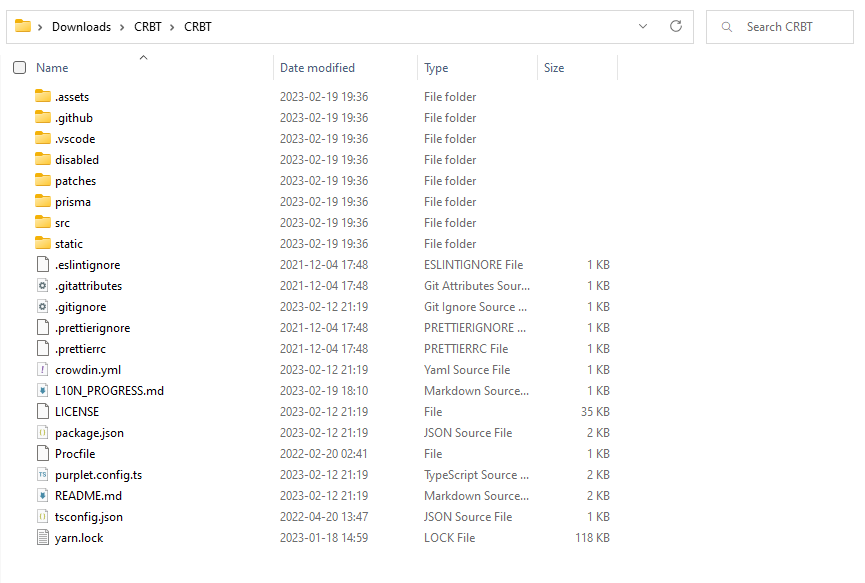 Downloads > CRBT > CRBT
Search CRBT
Name Date modified Type Size
.assets 2023-02-19 19:36 File folder
.github 2023-02-19 19:36 File folder
.vscode 2023-02-19 19:36 File folder
disabled 2023-02-19 19:36 File folder
patches 2023-02-19 19:36 File folder
prisma 2023-02-19 19:36 File folder
src 2023-02-19 19:36 File folder
static 2023-02-19 19:36 File folder
.eslintignore 2021-12-04 17:48 ESLINTIGNORE File 1 KB
.gitattributes 2021-12-04 17:48 Git Attributes Sour... 1 KB
.gitignore 2023-02-12 21:19 Git Ignore Source ... 1 KB
.prettierignore 2021-12-04 17:48 PRETTIERIGNORE ... 1 KB
.prettierrc 2021-12-04 17:48 PRETTIERRC File 1 KB
crowdin.yml 2023-02-12 21:19 Yaml Source File 1 KB
L10N_PROGRESS.md 2023-02-19 18:10 Markdown Source... 1 KB
LICENSE 2023-02-12 21:19 File 35 KB
package.json 2023-02-12 21:19 JSON Source File 2 KB
Procfile 2022-02-20 02:41 File 1 KB
purplet.config.ts 2023-02-12 21:19 TypeScript Source ... 2 KB
README.md 2023-02-12 21:19 Markdown Source... 2 KB
tsconfig.json 2022-04-20 13:47 JSON Source File 1 KB
yarn.lock 2023-01-18 14:59 LOCK File 118 KB